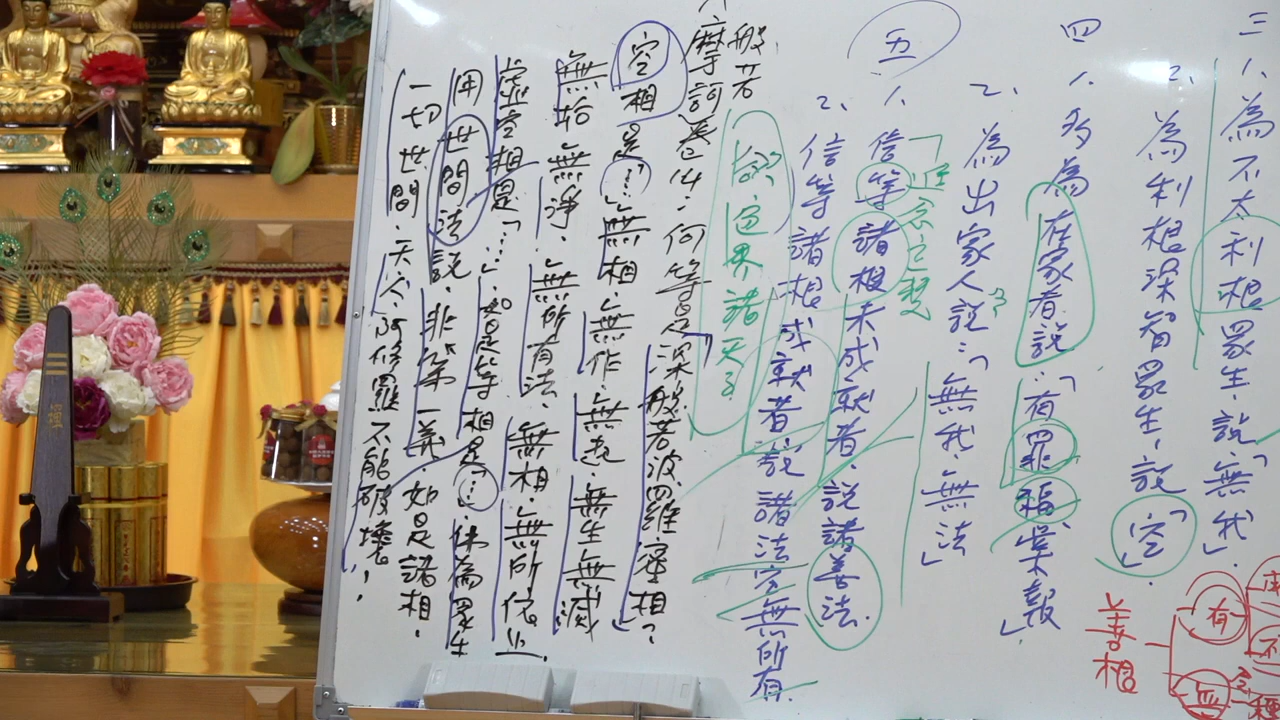 三
1、為不太利根眾生,說「無我」.
2、為利根深智眾生,說「空」.
四
1、多為在家者說.「有罪福業報」.
2、為出家人說:「無我無法」
五
1、信等諸根未成就者.說諸善法.
2、信等諸根成就者說諸法空無所有.
欲色界諸天子
般若
摩訶
何等是深般若波羅蜜相?
空相是「…」無相.無作.無起.無生無滅
無垢無淨.無所有法.無相.無所依止.
虛空相是「…」如是等相是「…」佛為眾生
用世間法說.非第一義.如是諸相.
一切世間.天人.阿修羅不能破壞.
善相
有